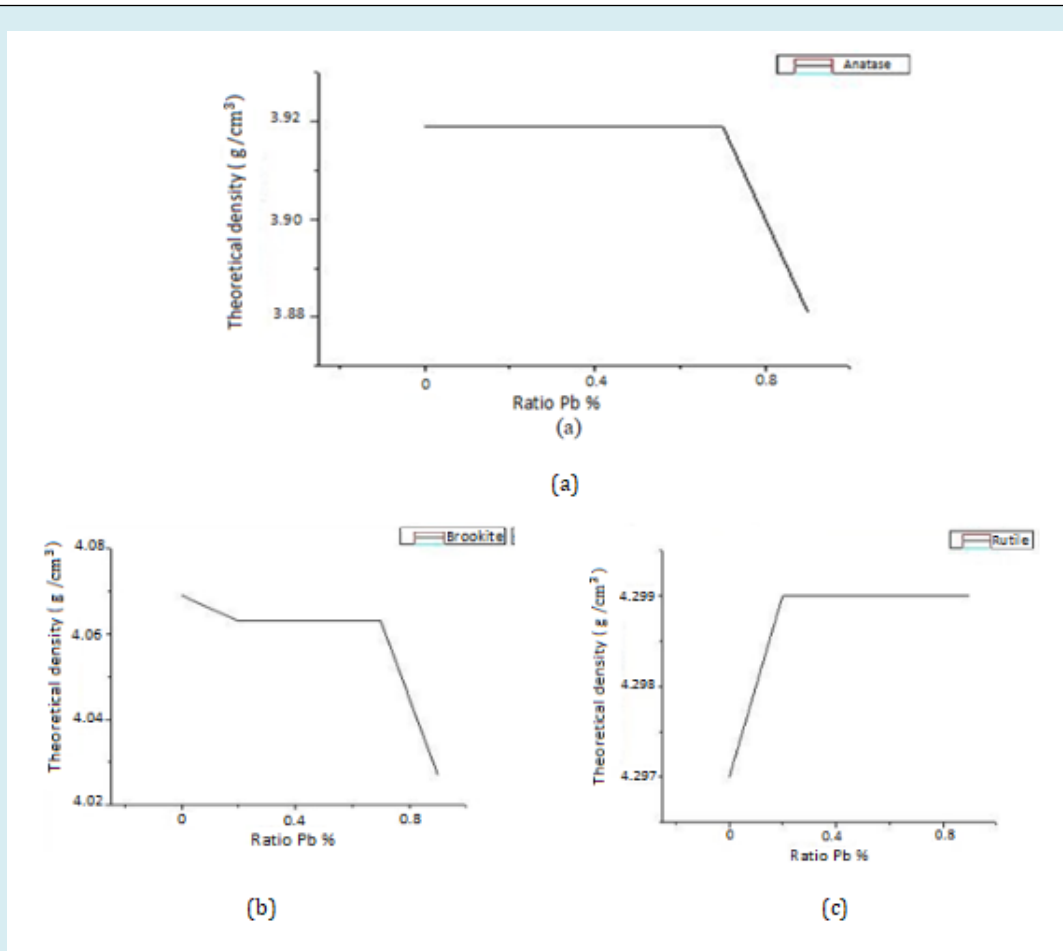 Anatase
Theoretical density ( g /cm³)
3.92
3.90
3.88
0 0.4 0.8
Ratio Pb %
(a)
(a)
Brookite
Theoretical density ( g /cm³)
4.08
4.06
4.04
4.02
0 0.4 0.8
Ratio Pb %
(b)
Rutile
Theoretical density ( g /cm³)
4.299
4.298
4.297
0 0.4 0.8
Ratio Pb %
(c)